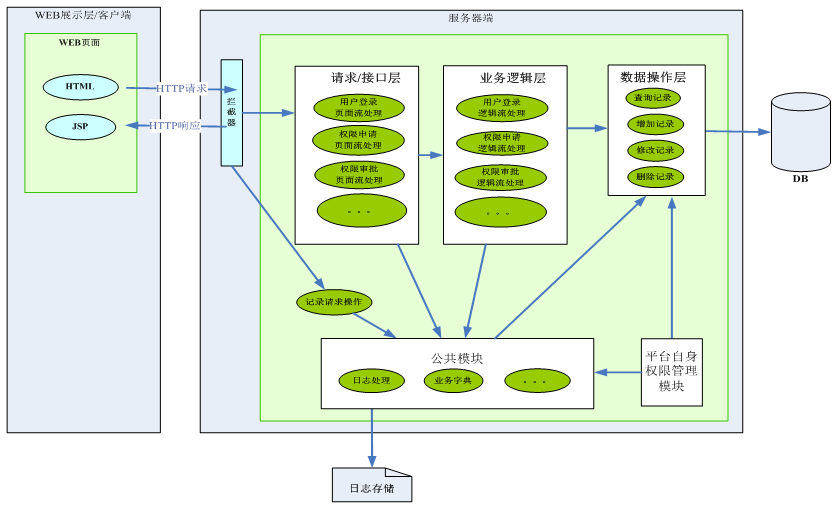 WEB展示层/客户端
WEB页面
HTML
JSP
HTTP请求
HTTP响应
服务器端
拦
截
器
请求/接口层
用户登录
页面流处理
权限申请
页面流处理
权限审批
页面流处理
。。。
业务逻辑层
用户登录
逻辑流处理
权限申请
逻辑流处理
权限审批
逻辑流处理
。。。
数据操作层
查询记录
增加记录
修改记录
删除记录
DB
记录请求操作
公共模块
日志处理
业务字典
。。。
平台自身
权限管理
模块
日志存储